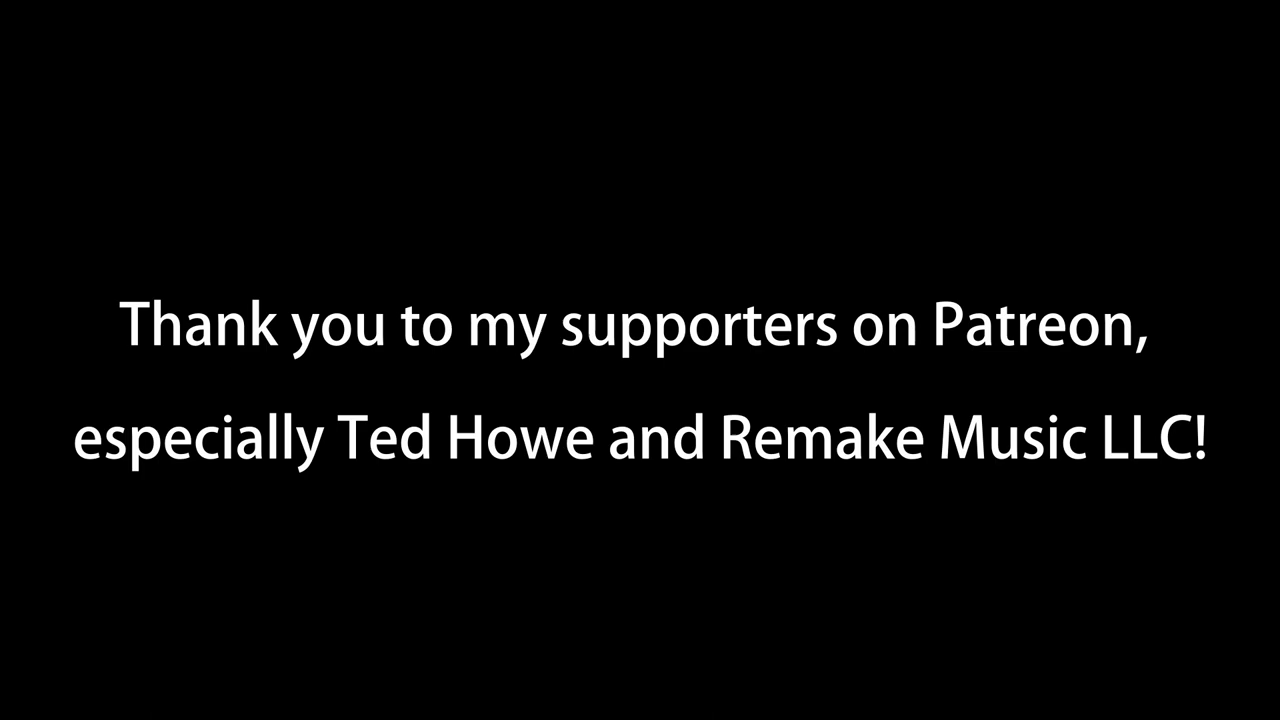 Thank you to my supporters on Patreon,
especially Ted Howe and Remake Music LLC!